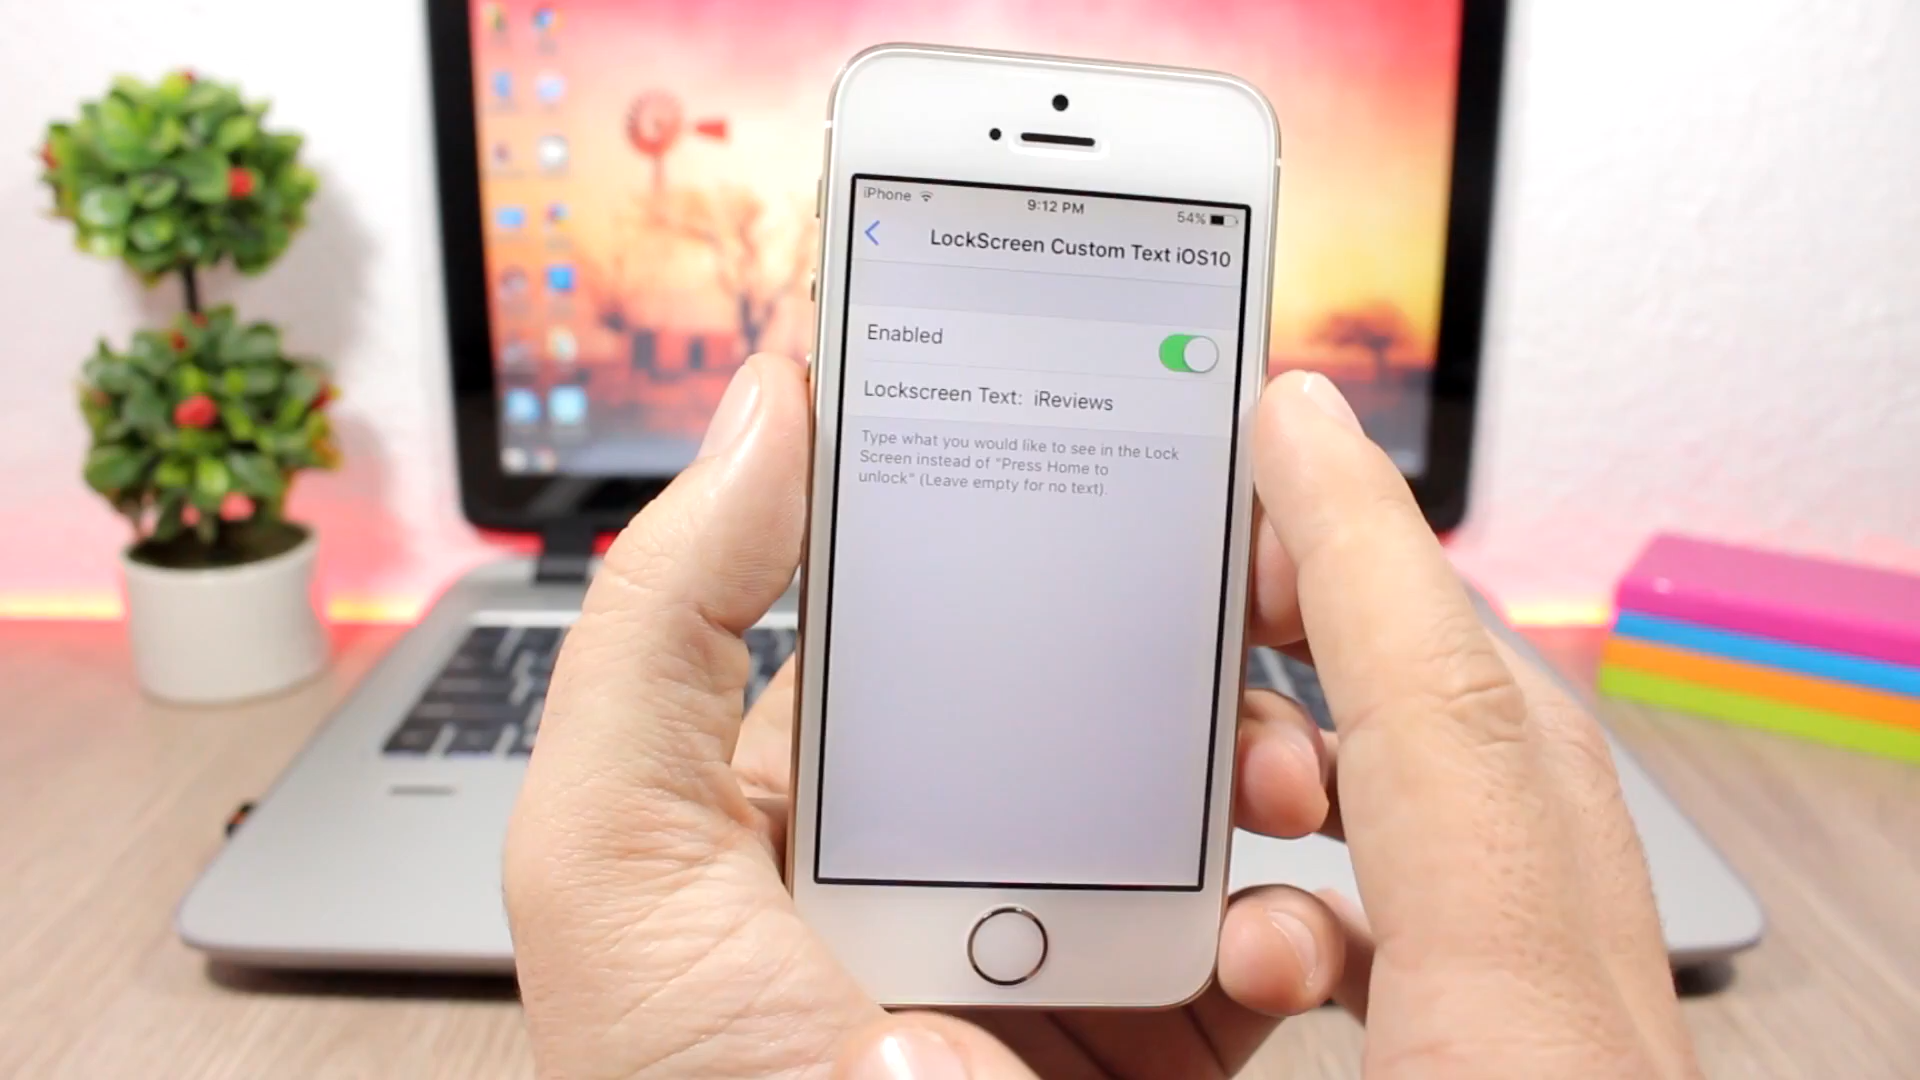 iPhone
9:12 PM
54%
LockScreen Custom Text iOS10
Enabled
Lockscreen Text: iReviews
Type what you would like to see in the Lock
Screen instead of "Press Home to
unlock" (Leave empty for no text).